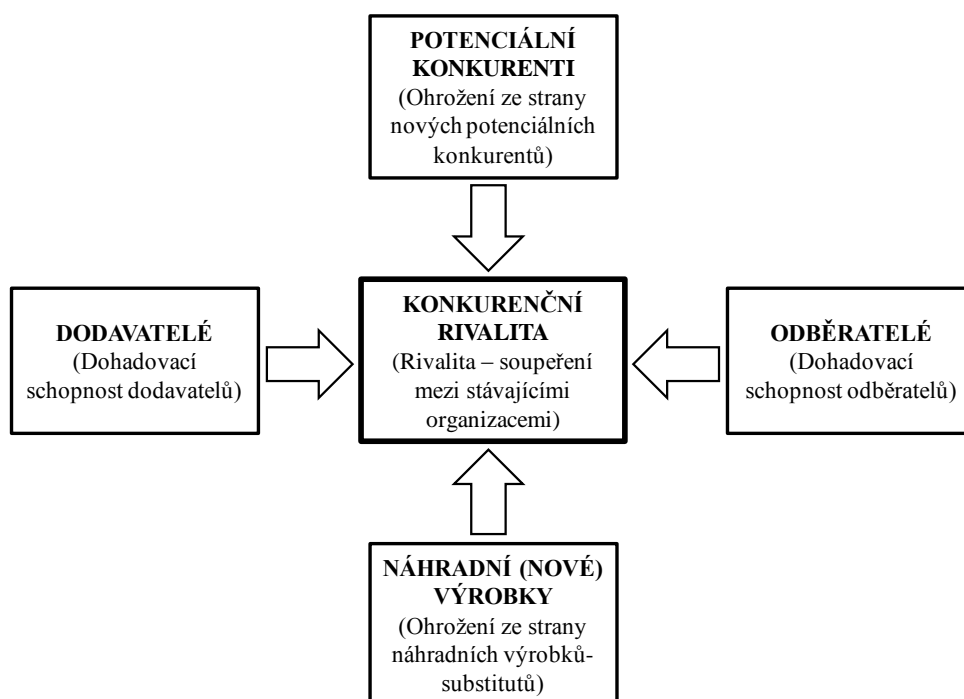 POTENCIÁLNÍ
KONKURENTI
(Ohrožení ze strany
nových potenciálních
konkurentů)
DODAVATELÉ
(Dohadovací
schopnost dodavatelů)
KONKURENČNÍ
RIVALITA
(Rivalita – soupeření
mezi stávajícími
organizacemi)
ODBĚRATELÉ
(Dohadovací
schopnost odběratelů)
NÁHRADNÍ (NOVÉ)
VÝROBKY
(Ohrožení ze strany
náhradních výrobků-
substitutů)